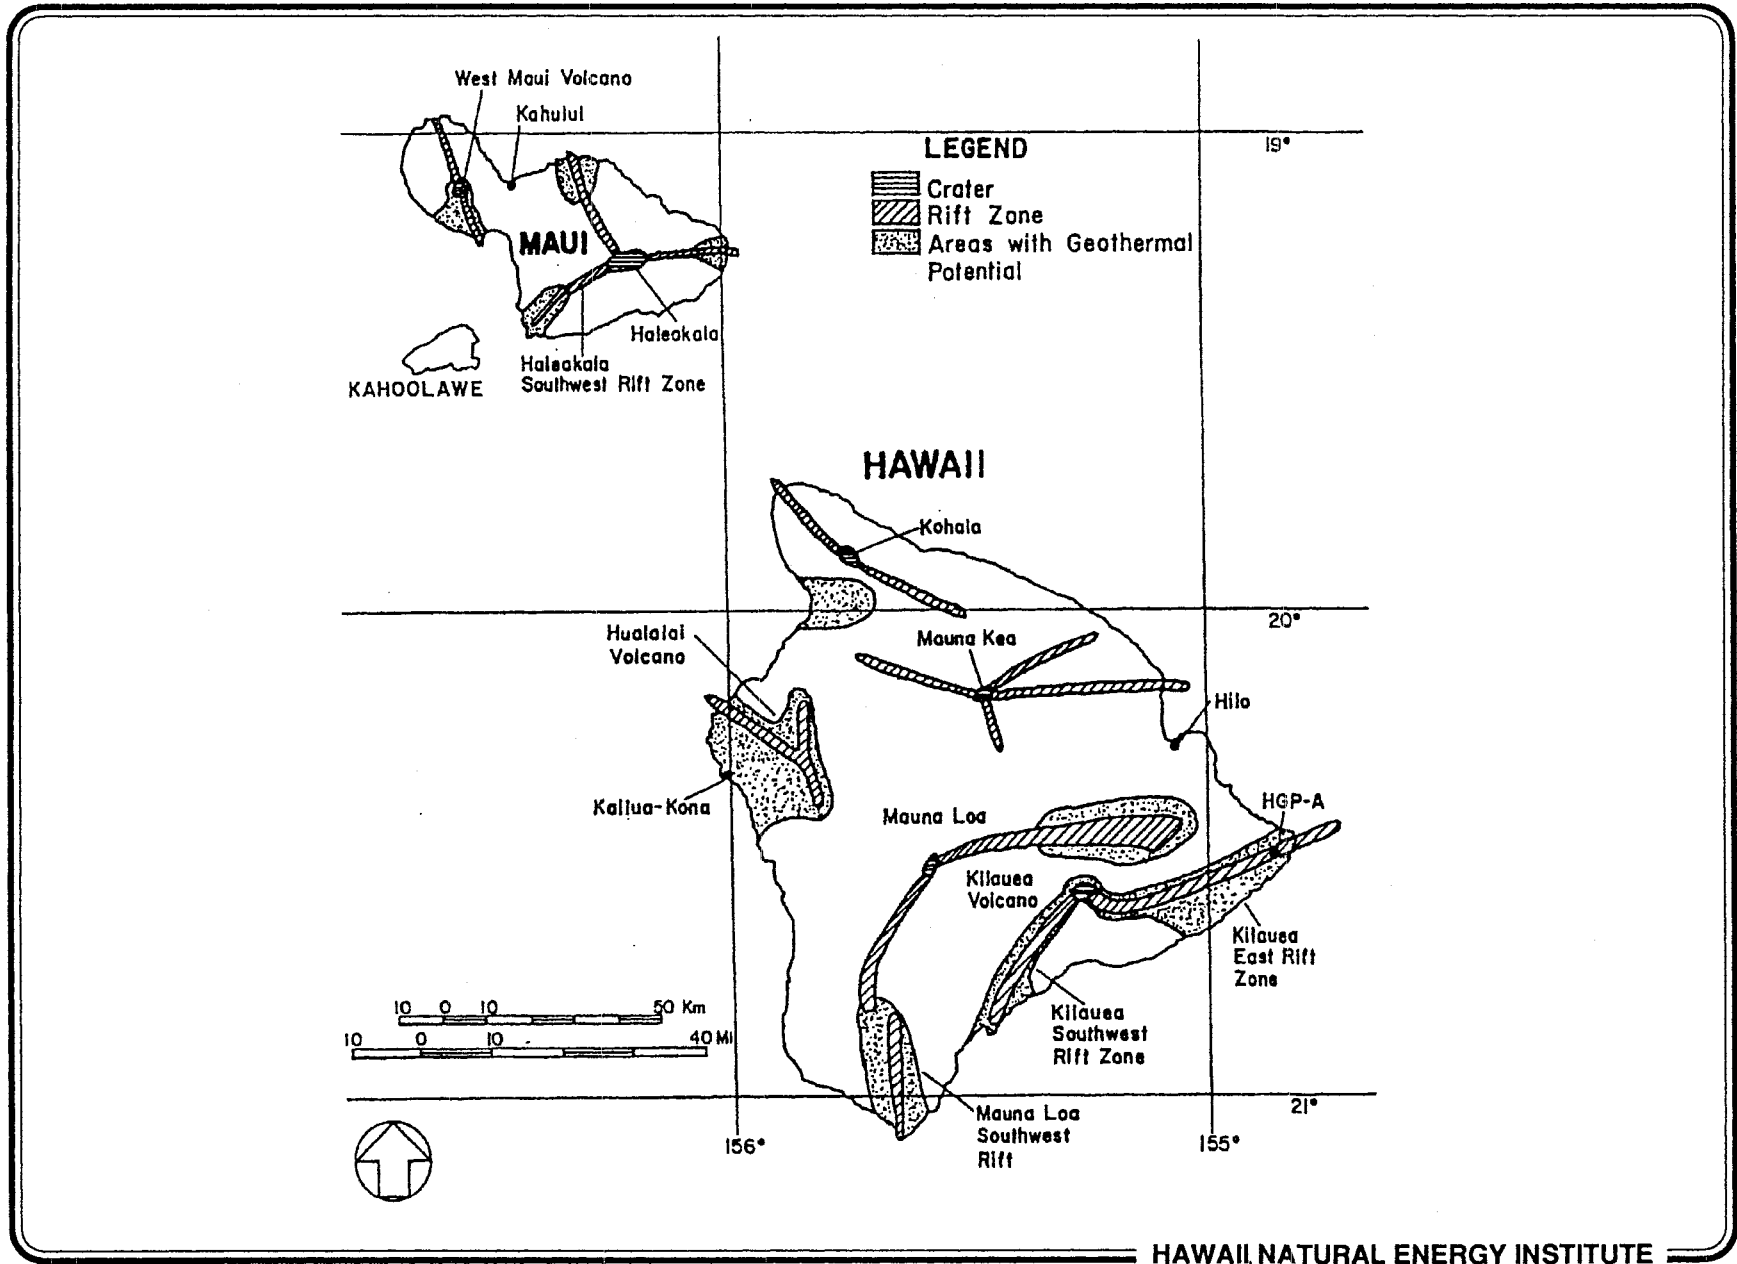 West Maui Volcano
Kahului
19°
LEGEND
Crater
Rift Zone
Areas with Geothermal
Potential
MAUI
Haleakala
Haleakala
Southwest Rift Zone
KAHOOLAWE
HAWAII
Kohala
20°
Hualalai
Volcano
Mauna Kea
Hilo
Kailua-Kona
Mauna Loa
HGP-A
Kilauea
Volcano
Kilauea
East Rift
Zone
10 0 10 50 Km
10 0 10 40 Mi
Kilauea
Southwest
Rift Zone
Mauna Loa
Southwest
Rift
21°
156°
155°
HAWAII NATURAL ENERGY INSTITUTE